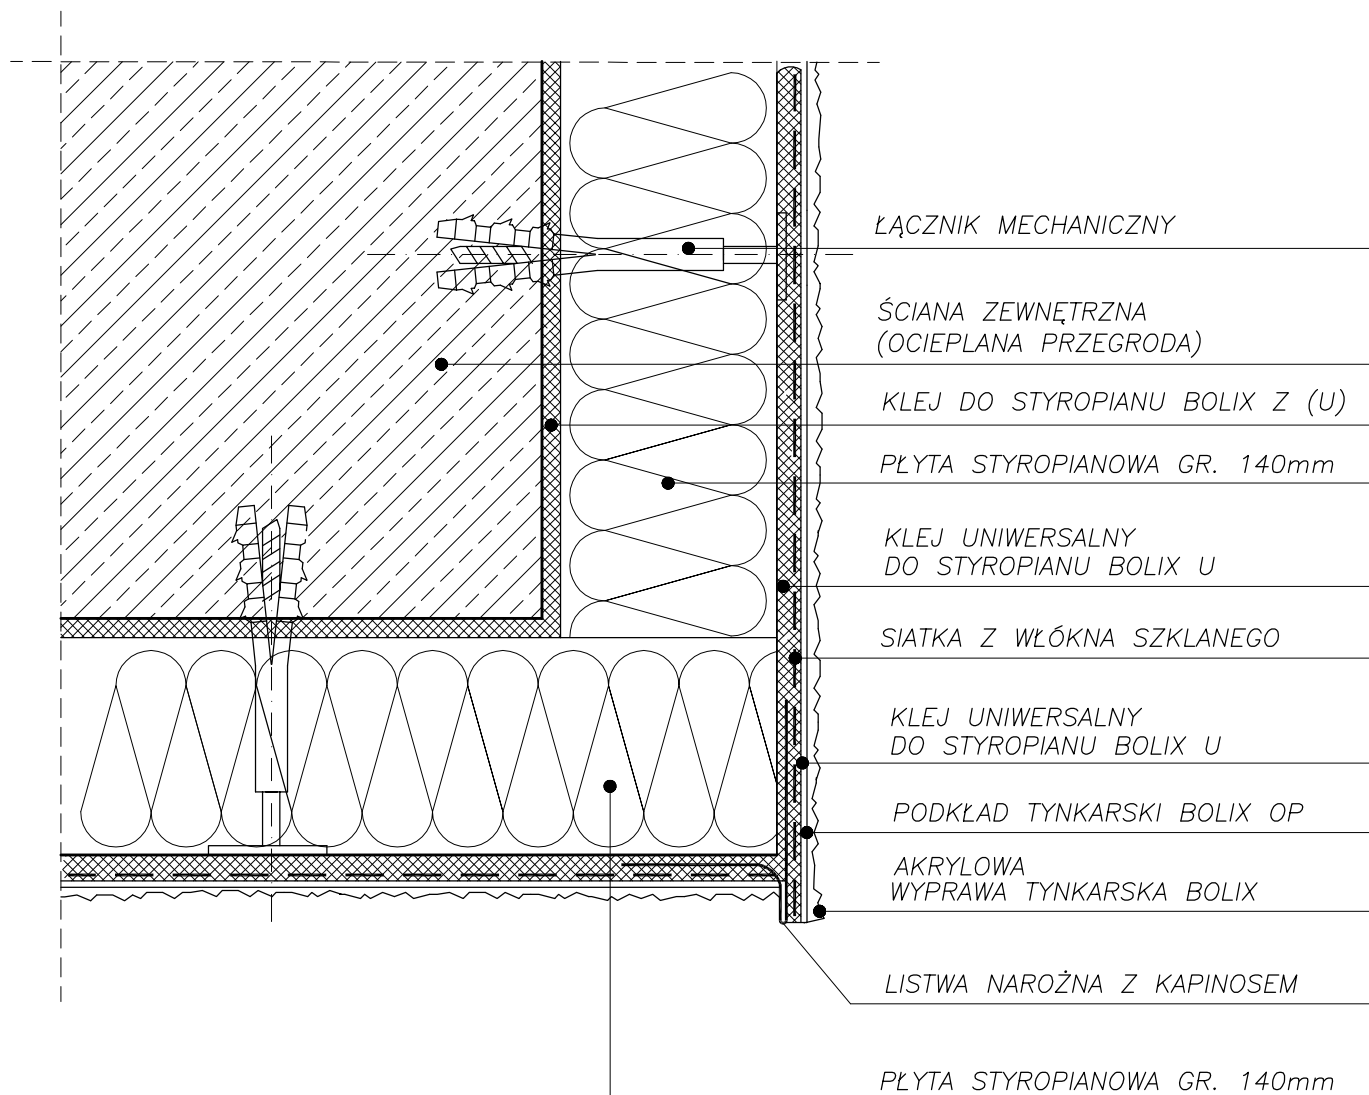 ŁĄCZNIK MECHANICZNY
ŚCIANA ZEWNĘTRZNA
(OCIEPLANA PRZEGRODA)
KLEJ DO STYROPIANU BOLIX Z (U)
PŁYTA STYROPIANOWA GR. 140mm
KLEJ UNIWERSALNY
DO STYROPIANU BOLIX U
SIATKA Z WŁÓKNA SZKLANEGO
KLEJ UNIWERSALNY
DO STYROPIANU BOLIX U
PODKŁAD TYNKARSKI BOLIX OP
AKRYLOWA
WYPRAWA TYNKARSKA BOLIX
LISTWA NAROŻNA Z KAPINOSEM
PŁYTA STYROPIANOWA GR. 140mm